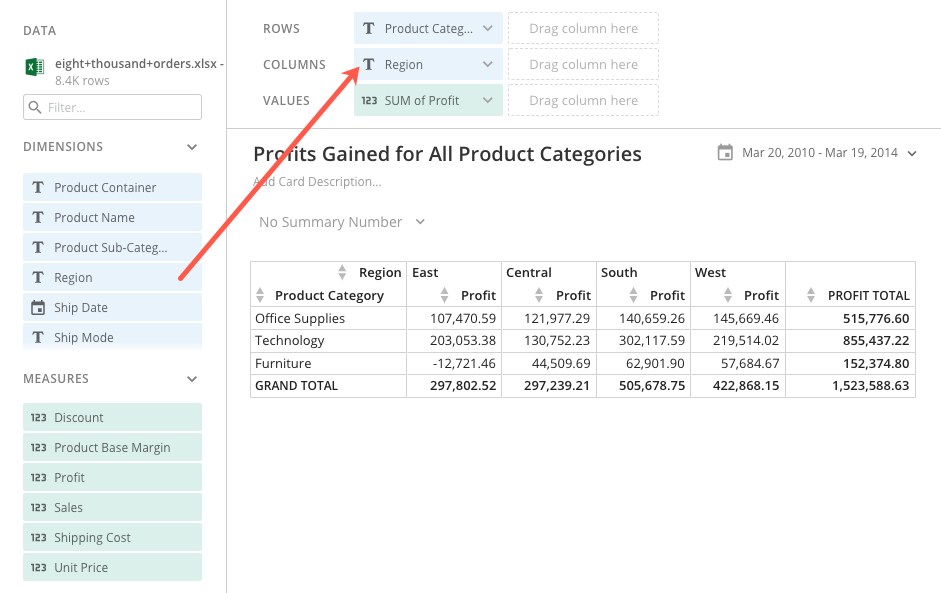 DATA
eight+thousand+orders.xlsx -
8.4K rows
Filter...
DIMENSIONS
T Product Container
T Product Name
T Product Sub-Categ...
T Region
Ship Date
T Ship Mode
MEASURES
123 Discount
123 Product Base Margin
123 Profit
123 Sales
123 Shipping Cost
123 Unit Price
ROWS T Product Categ... Drag column here
COLUMNS T Region Drag column here
VALUES 123 SUM of Profit Drag column here
Profits Gained for All Product Categories Mar 20, 2010 - Mar 19, 2014
Add Card Description...
No Summary Number
Region East Central South West
Product Category Profit Profit Profit Profit PROFIT TOTAL
Office Supplies 107,470.59 121,977.29 140,659.26 145,669.46 515,776.60
Technology 203,053.38 130,752.23 302,117.59 219,514.02 855,437.22
Furniture -12,721.46 44,509.69 62,901.90 57,684.67 152,374.80
GRAND TOTAL 297,802.52 297,239.21 505,678.75 422,868.15 1,523,588.63